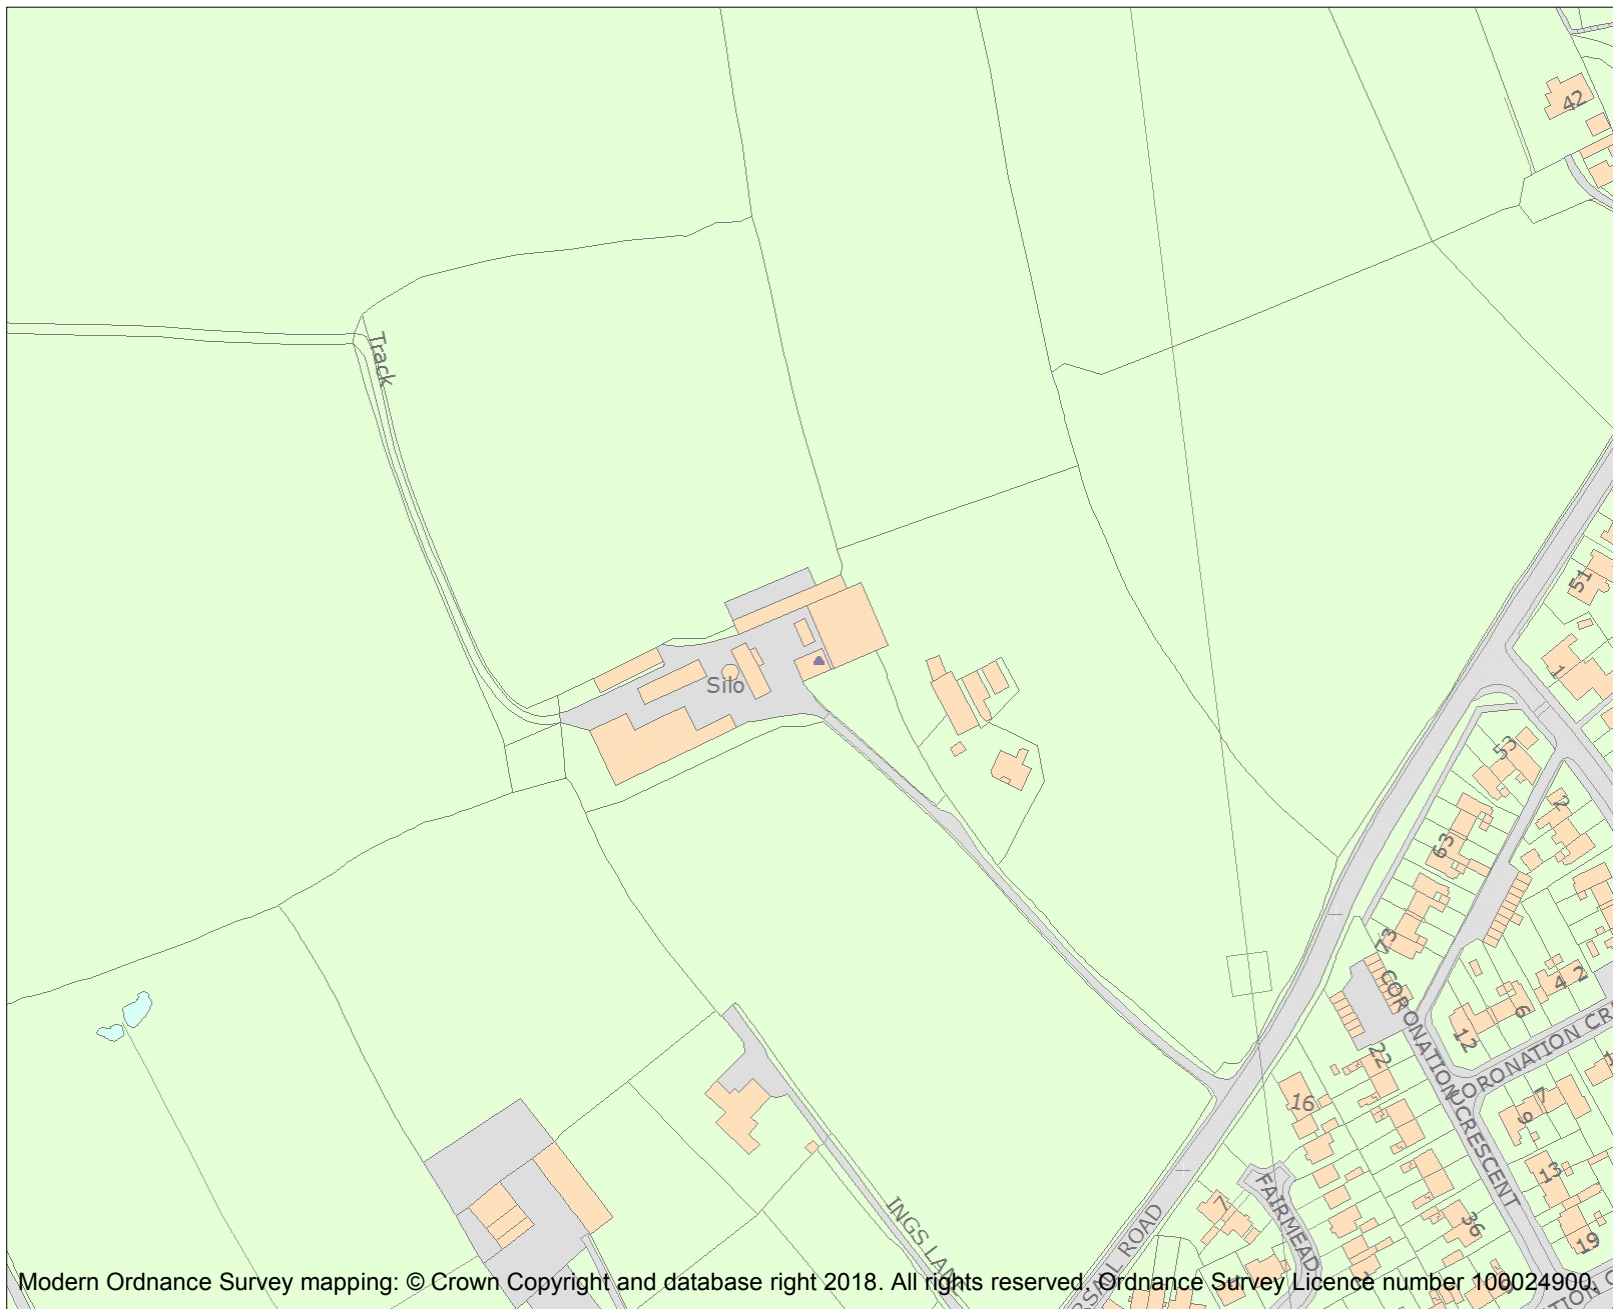 42
Track
51
1
Silo
53
2
63
73
CORONATION CRESCENT
4 2
6
12
CORONATION CR
22
7
16
9
13
7
FAIRMEAD
36
19
INGS LANE
ROAD
Modern Ordnance Survey mapping: © Crown Copyright and database right 2018. All rights reserved. Ordnance Survey Licence number 100024900.